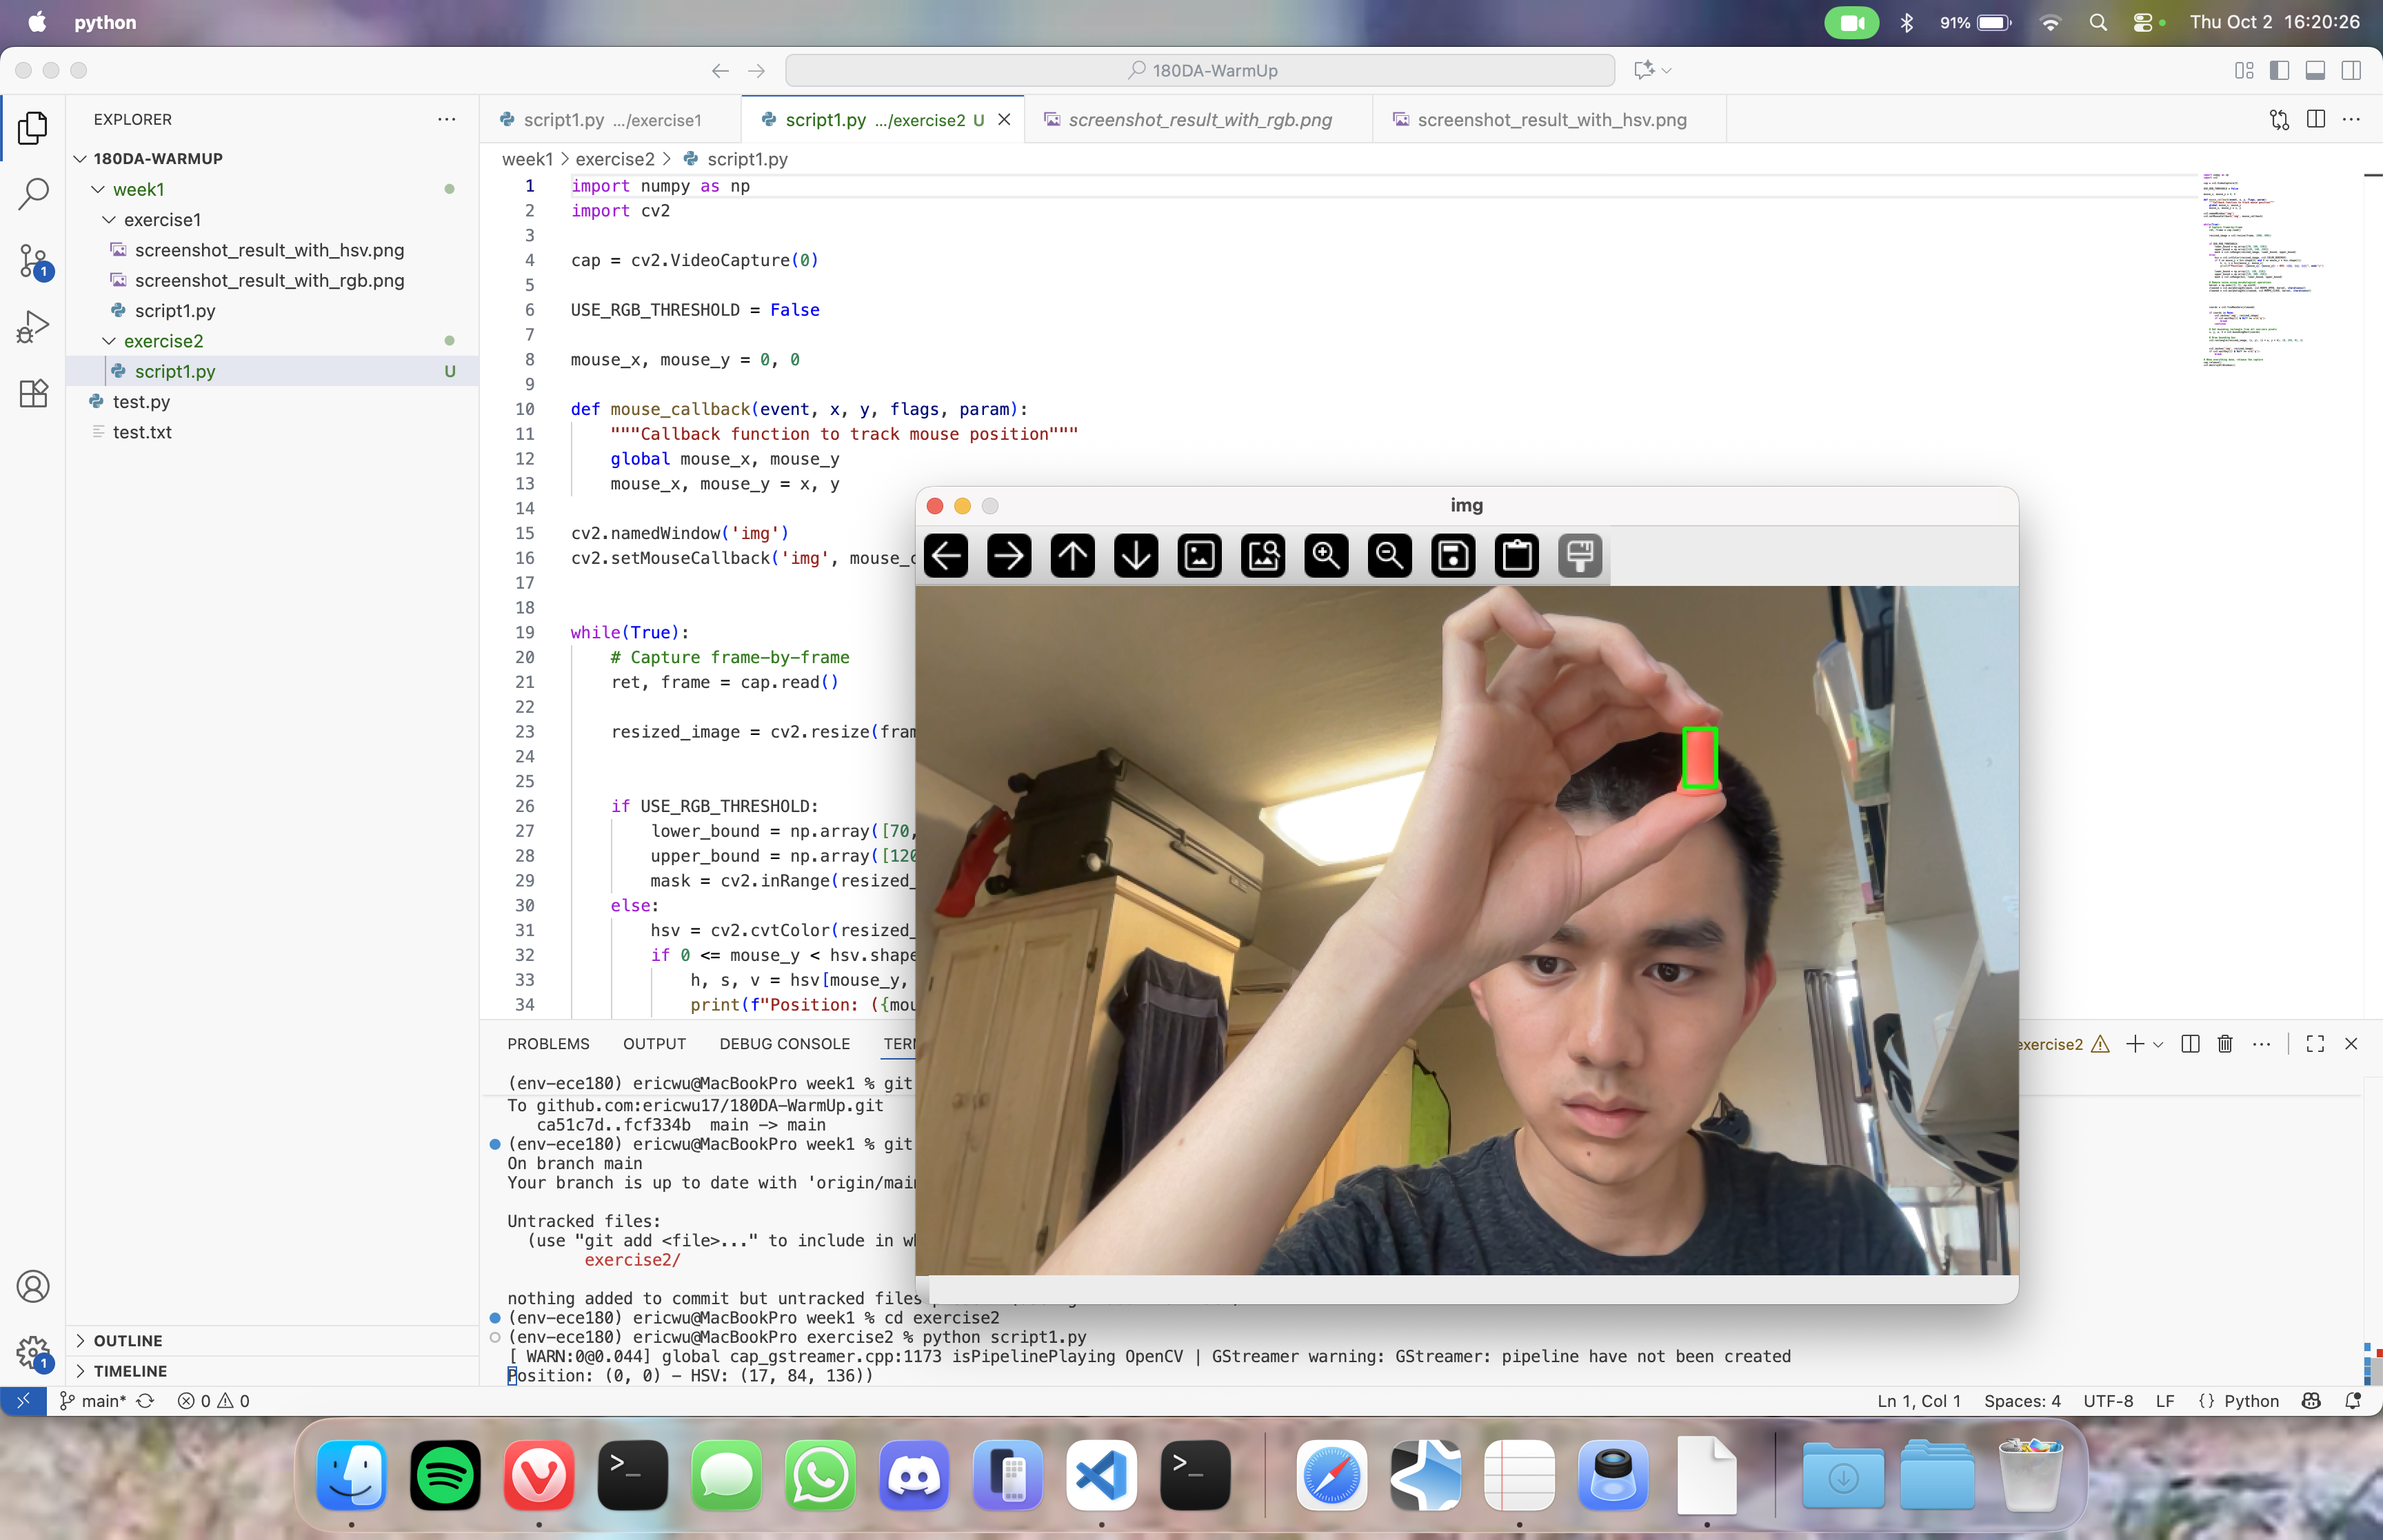 python
91%
Thu Oct 2 16:20:26
180DA-WarmUp
EXPLORER
180DA-WARMUP
week1
exercise1
screenshot_result_with_hsv.png
screenshot_result_with_rgb.png
script1.py
exercise2
script1.py U
test.py
test.txt
OUTLINE
TIMELINE
script1.py .../exercise1
script1.py .../exercise2 U
screenshot_result_with_rgb.png
screenshot_result_with_hsv.png
week1 > exercise2 > script1.py
1 import numpy as np
2 import cv2
3
4 cap = cv2.VideoCapture(0)
5
6 USE_RGB_THRESHOLD = False
7
8 mouse_x, mouse_y = 0, 0
9
10 def mouse_callback(event, x, y, flags, param):
11 """Callback function to track mouse position"""
12 global mouse_x, mouse_y
13 mouse_x, mouse_y = x, y
14
15 cv2.namedWindow('img')
16 cv2.setMouseCallback('img', mouse_c
17
18
19 while(True):
20 # Capture frame-by-frame
21 ret, frame = cap.read()
22
23 resized_image = cv2.resize(fram
24
25
26 if USE_RGB_THRESHOLD:
27 lower_bound = np.array([70,
28 upper_bound = np.array([120
29 mask = cv2.inRange(resized_
30 else:
31 hsv = cv2.cvtColor(resized_
32 if 0 <= mouse_y < hsv.shape
33 h, s, v = hsv[mouse_y,
34 print(f"Position: ({mou
img
PROBLEMS OUTPUT DEBUG CONSOLE TERM
exercise2
(env-ece180) ericwu@MacBookPro week1 % git
To github.com:ericwu17/180DA-WarmUp.git
ca51c7d..fcf334b main -> main
(env-ece180) ericwu@MacBookPro week1 % git
On branch main
Your branch is up to date with 'origin/mai
Untracked files:
(use "git add <file>..." to include in wh
exercise2/
nothing added to commit but untracked files
(env-ece180) ericwu@MacBookPro week1 % cd exercise2
(env-ece180) ericwu@MacBookPro exercise2 % python script1.py
[ WARN:0@0.044] global cap_gstreamer.cpp:1173 isPipelinePlaying OpenCV | GStreamer warning: GStreamer: pipeline have not been created
Position: (0, 0) - HSV: (17, 84, 136))
1
1
main* 0 0
Ln 1, Col 1 Spaces: 4 UTF-8 LF {} Python